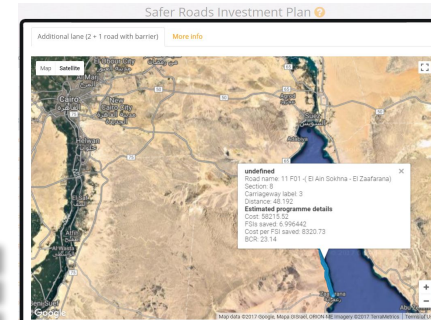 Safer Roads Investment Plan ?
Additional lane (2 + 1 road with barrier) More info
Map Satellite
Cairo
New
Helwan
undefined
Road name: 11 F01 -( El Ain Sokhna - El Zaafarana)
Section: 8
Carriageway label: 3
Distance: 48.192
Estimated programme details
Cost: 58215.52
FSIs saved: 6.996442
Cost per FSI saved: 8320.73
BCR: 23.14
+
−
Google
Map data ©2017 Google, Mapa GISrael, ORION-ME Imagery ©2017 TerraMetrics Terms of U